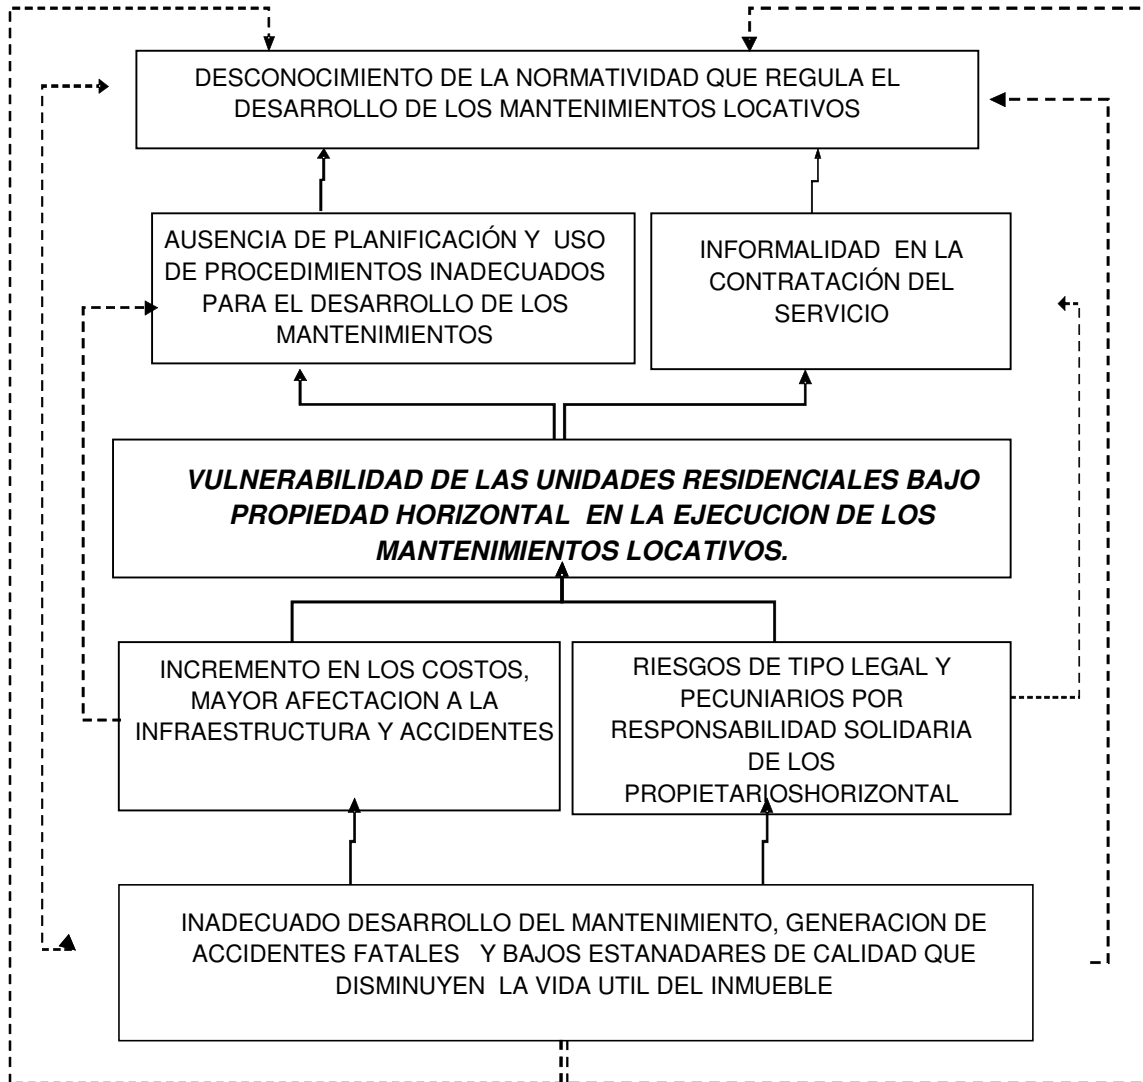 DESCONOCIMIENTO DE LA NORMATIVIDAD QUE REGULA EL
DESARROLLO DE LOS MANTENIMIENTOS LOCATIVOS
AUSENCIA DE PLANIFICACIÓN Y USO
DE PROCEDIMIENTOS INADECUADOS
PARA EL DESARROLLO DE LOS
MANTENIMIENTOS
INFORMALIDAD EN LA
CONTRATACIÓN DEL
SERVICIO
VULNERABILIDAD DE LAS UNIDADES RESIDENCIALES BAJO
PROPIEDAD HORIZONTAL EN LA EJECUCION DE LOS
MANTENIMIENTOS LOCATIVOS.
INCREMENTO EN LOS COSTOS,
MAYOR AFECTACION A LA
INFRAESTRUCTURA Y ACCIDENTES
RIESGOS DE TIPO LEGAL Y
PECUNIARIOS POR
RESPONSABILIDAD SOLIDARIA
DE LOS
PROPIETARIOSHORIZONTAL
INADECUADO DESARROLLO DEL MANTENIMIENTO, GENERACION DE
ACCIDENTES FATALES Y BAJOS ESTANADARES DE CALIDAD QUE
DISMINUYEN LA VIDA UTIL DEL INMUEBLE